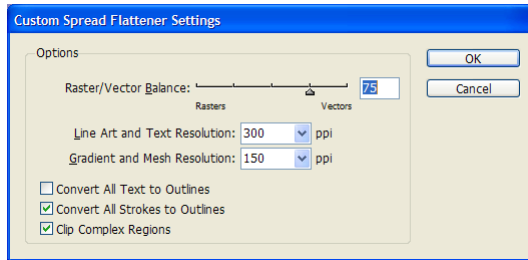 Custom Spread Flattener Settings
Options
OK
Raster/Vector Balance: 75
Cancel
Rasters Vectors
Line Art and Text Resolution: 300 ppi
Gradient and Mesh Resolution: 150 ppi
Convert All Text to Outlines
Convert All Strokes to Outlines
Clip Complex Regions